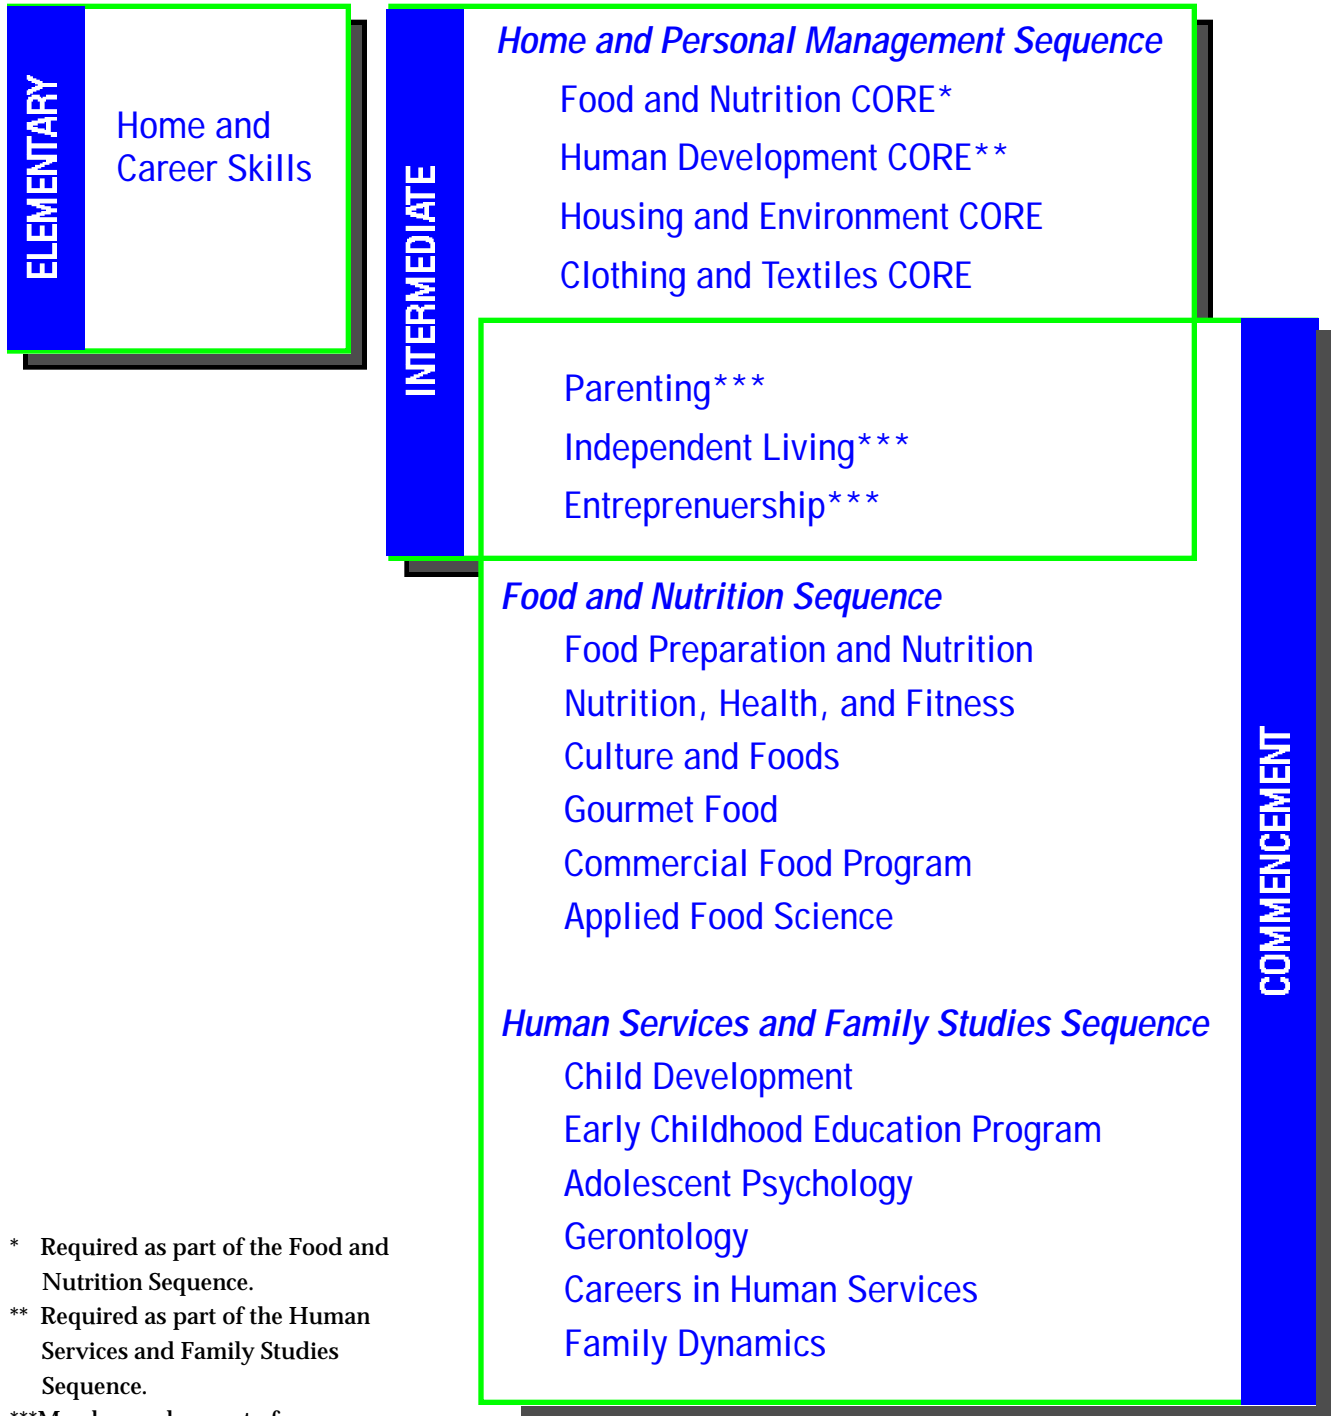 ELEMENTARY
Home and
Career Skills
INTERMEDIATE
Home and Personal Management Sequence
Food and Nutrition CORE*
Human Development CORE**
Housing and Environment CORE
Clothing and Textiles CORE
Parenting***
Independent Living***
Entreprenuership***
Food and Nutrition Sequence
Food Preparation and Nutrition
Nutrition, Health, and Fitness
Culture and Foods
Gourmet Food
Commercial Food Program
Applied Food Science
Human Services and Family Studies Sequence
Child Development
Early Childhood Education Program
Adolescent Psychology
Gerontology
Careers in Human Services
Family Dynamics
COMMENCEMENT
* Required as part of the Food and
Nutrition Sequence.
** Required as part of the Human
Services and Family Studies
Sequence.